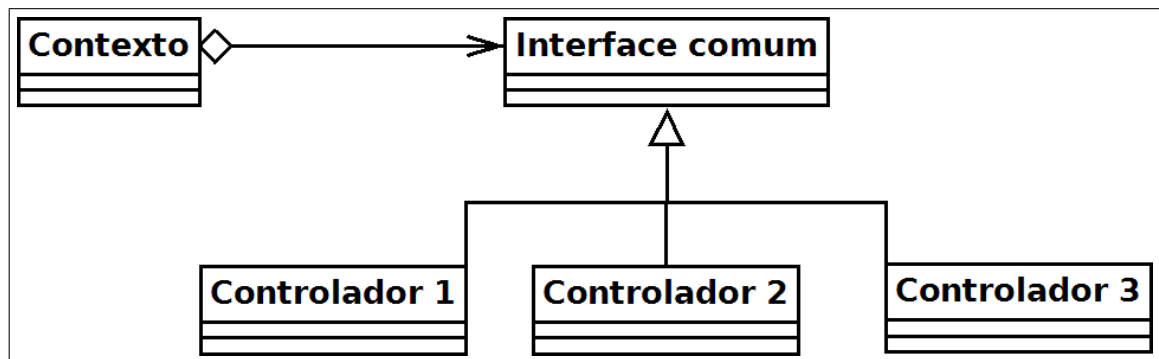 Contexto
Interface comum
Controlador 1
Controlador 2
Controlador 3